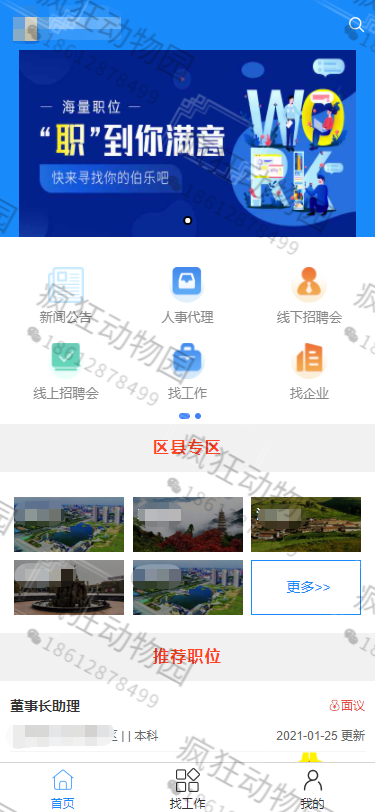 海量职位
“职”到你满意
快来寻找你的伯乐吧
WORK
新闻公告
人事代理
线下招聘会
线上招聘会
找工作
找企业
区县专区
更多>>
推荐职位
董事长助理
面议
区 | | 本科
2021-01-25 更新
首页
找工作
我的
疯狂动物园
18612878499